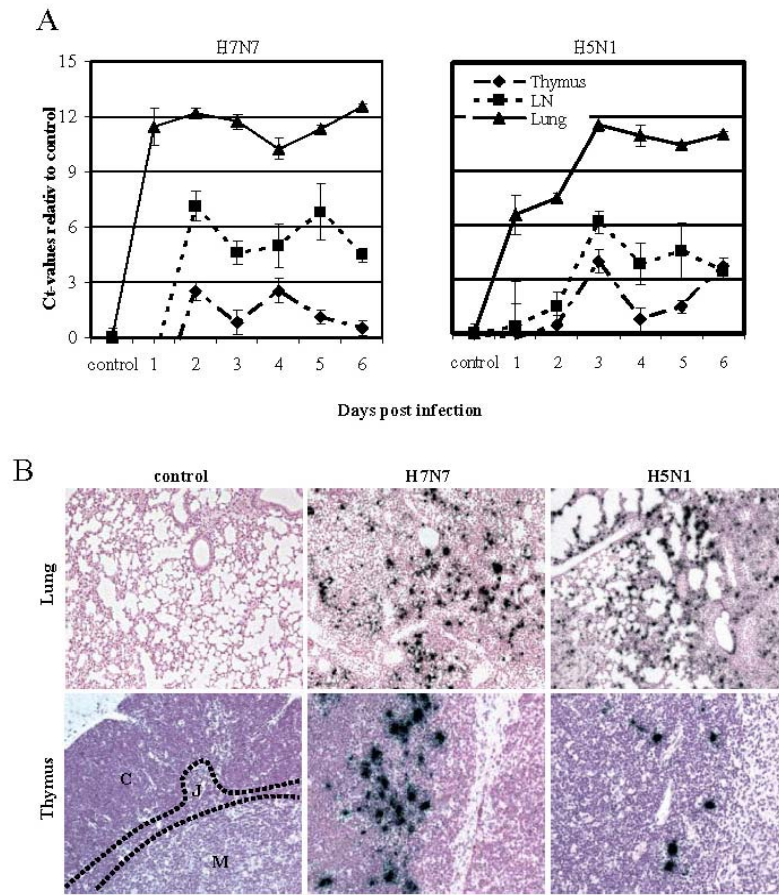 A
H7N7
H5N1
Ct-values relativ to control
15
12
9
6
3
0
control 1 2 3 4 5 6
Thymus
LN
Lung
control 1 2 3 4 5 6
Days post infection
B
control
H7N7
H5N1
Lung
Thymus
C
J
M